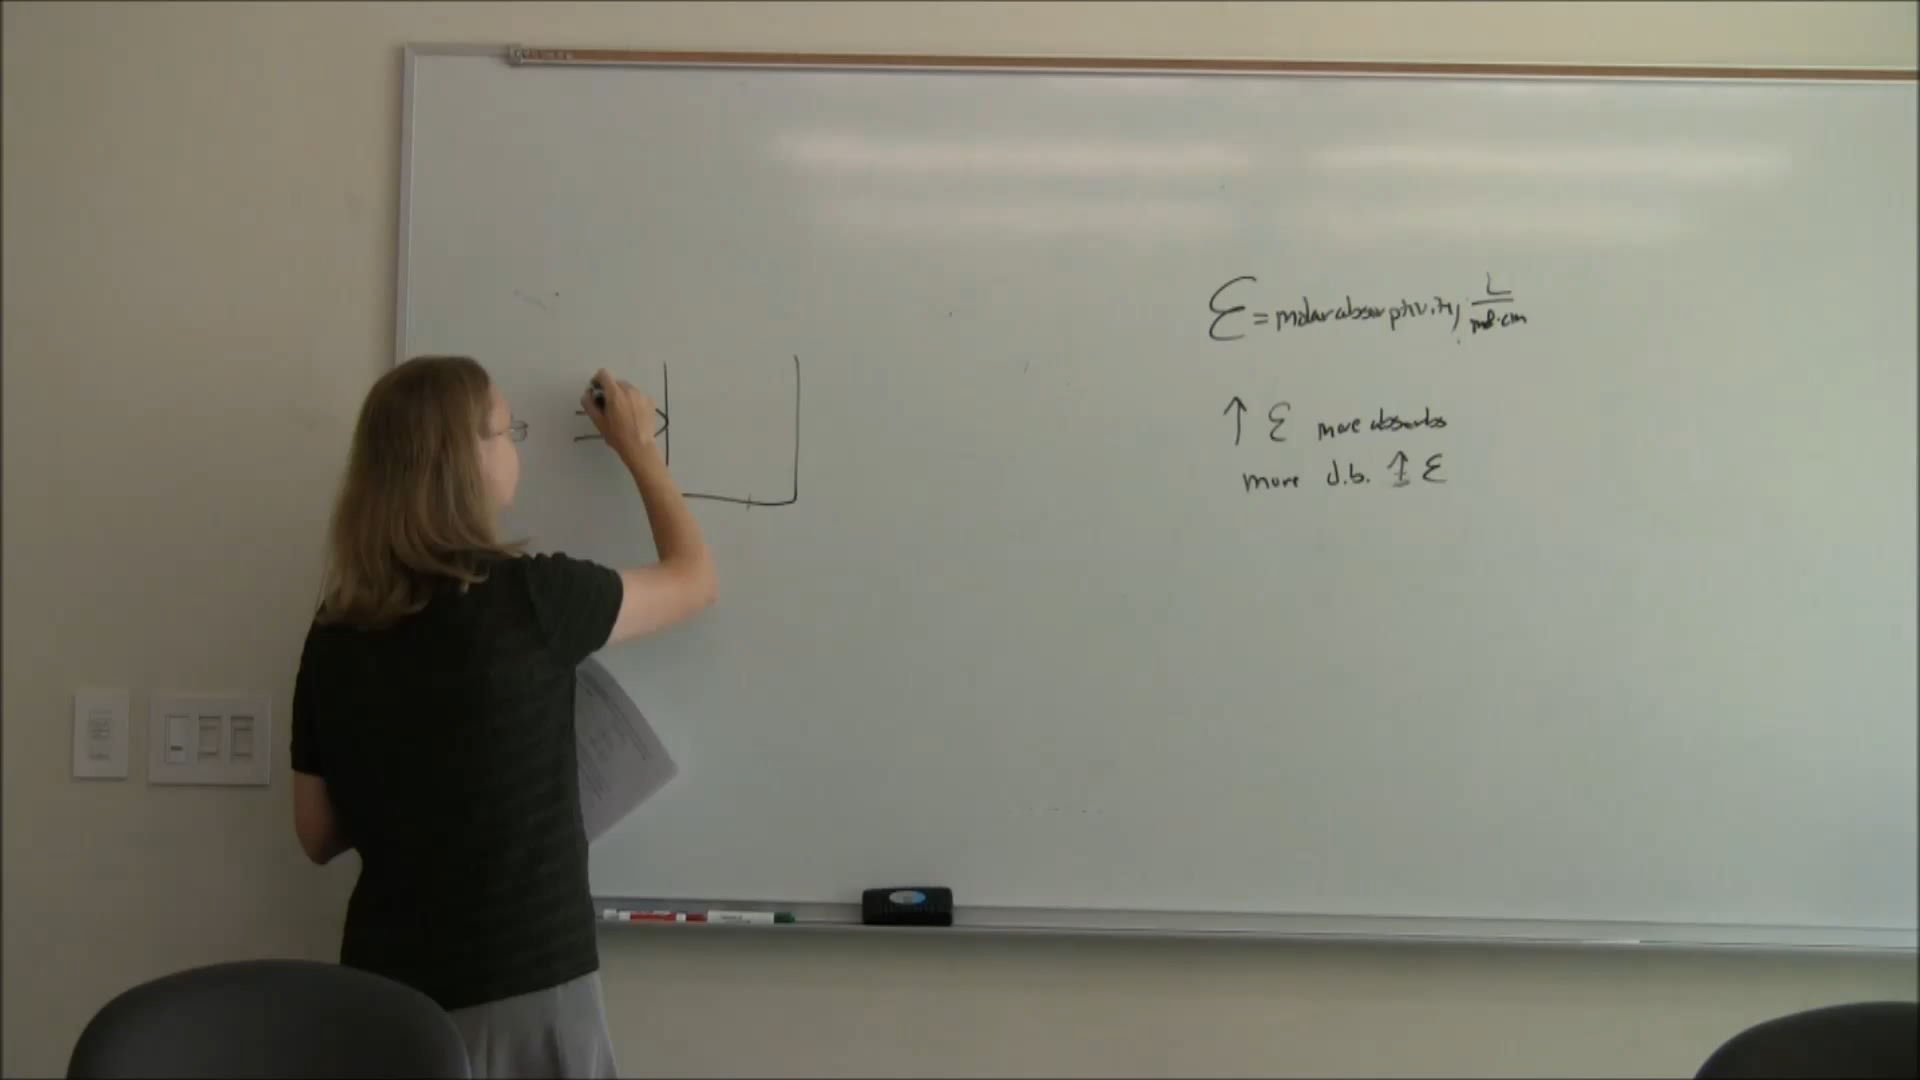 ε = molar absorptivity, L/mol·cm
↑ ε more absorbs
more d.b. ↑ ε